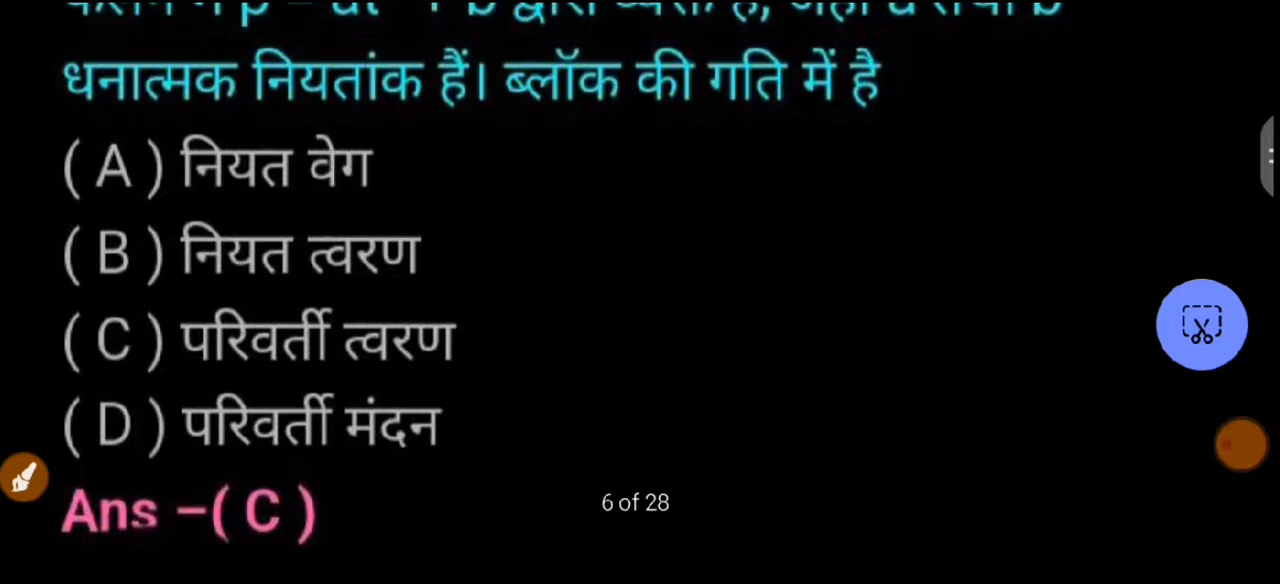 धनात्मक नियतांक हैं। ब्लॉक की गति में है
( A ) नियत वेग
( B ) नियत त्वरण
( C ) परिवर्ती त्वरण
( D ) परिवर्ती मंदन
Ans –( C )
6 of 28